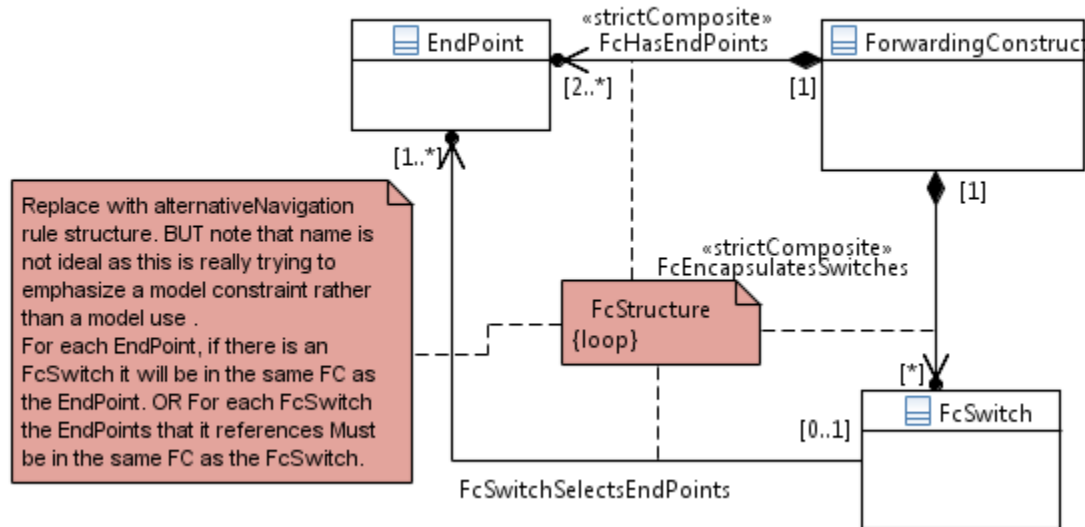 «strictComposite»
EndPoint
FcHasEndPoints
ForwardingConstruct
[2..*]
[1]
[1..*]
[1]
Replace with alternativeNavigation
rule structure. BUT note that name is
not ideal as this is really trying to
emphasize a model constraint rather
than a model use .
For each EndPoint, if there is an
FcSwitch it will be in the same FC as
the EndPoint. OR For each FcSwitch
the EndPoints that it references Must
be in the same FC as the FcSwitch.
«strictComposite»
FcEncapsulatesSwitches
FcStructure
{loop}
[*]
FcSwitch
[0..1]
FcSwitchSelectsEndPoints